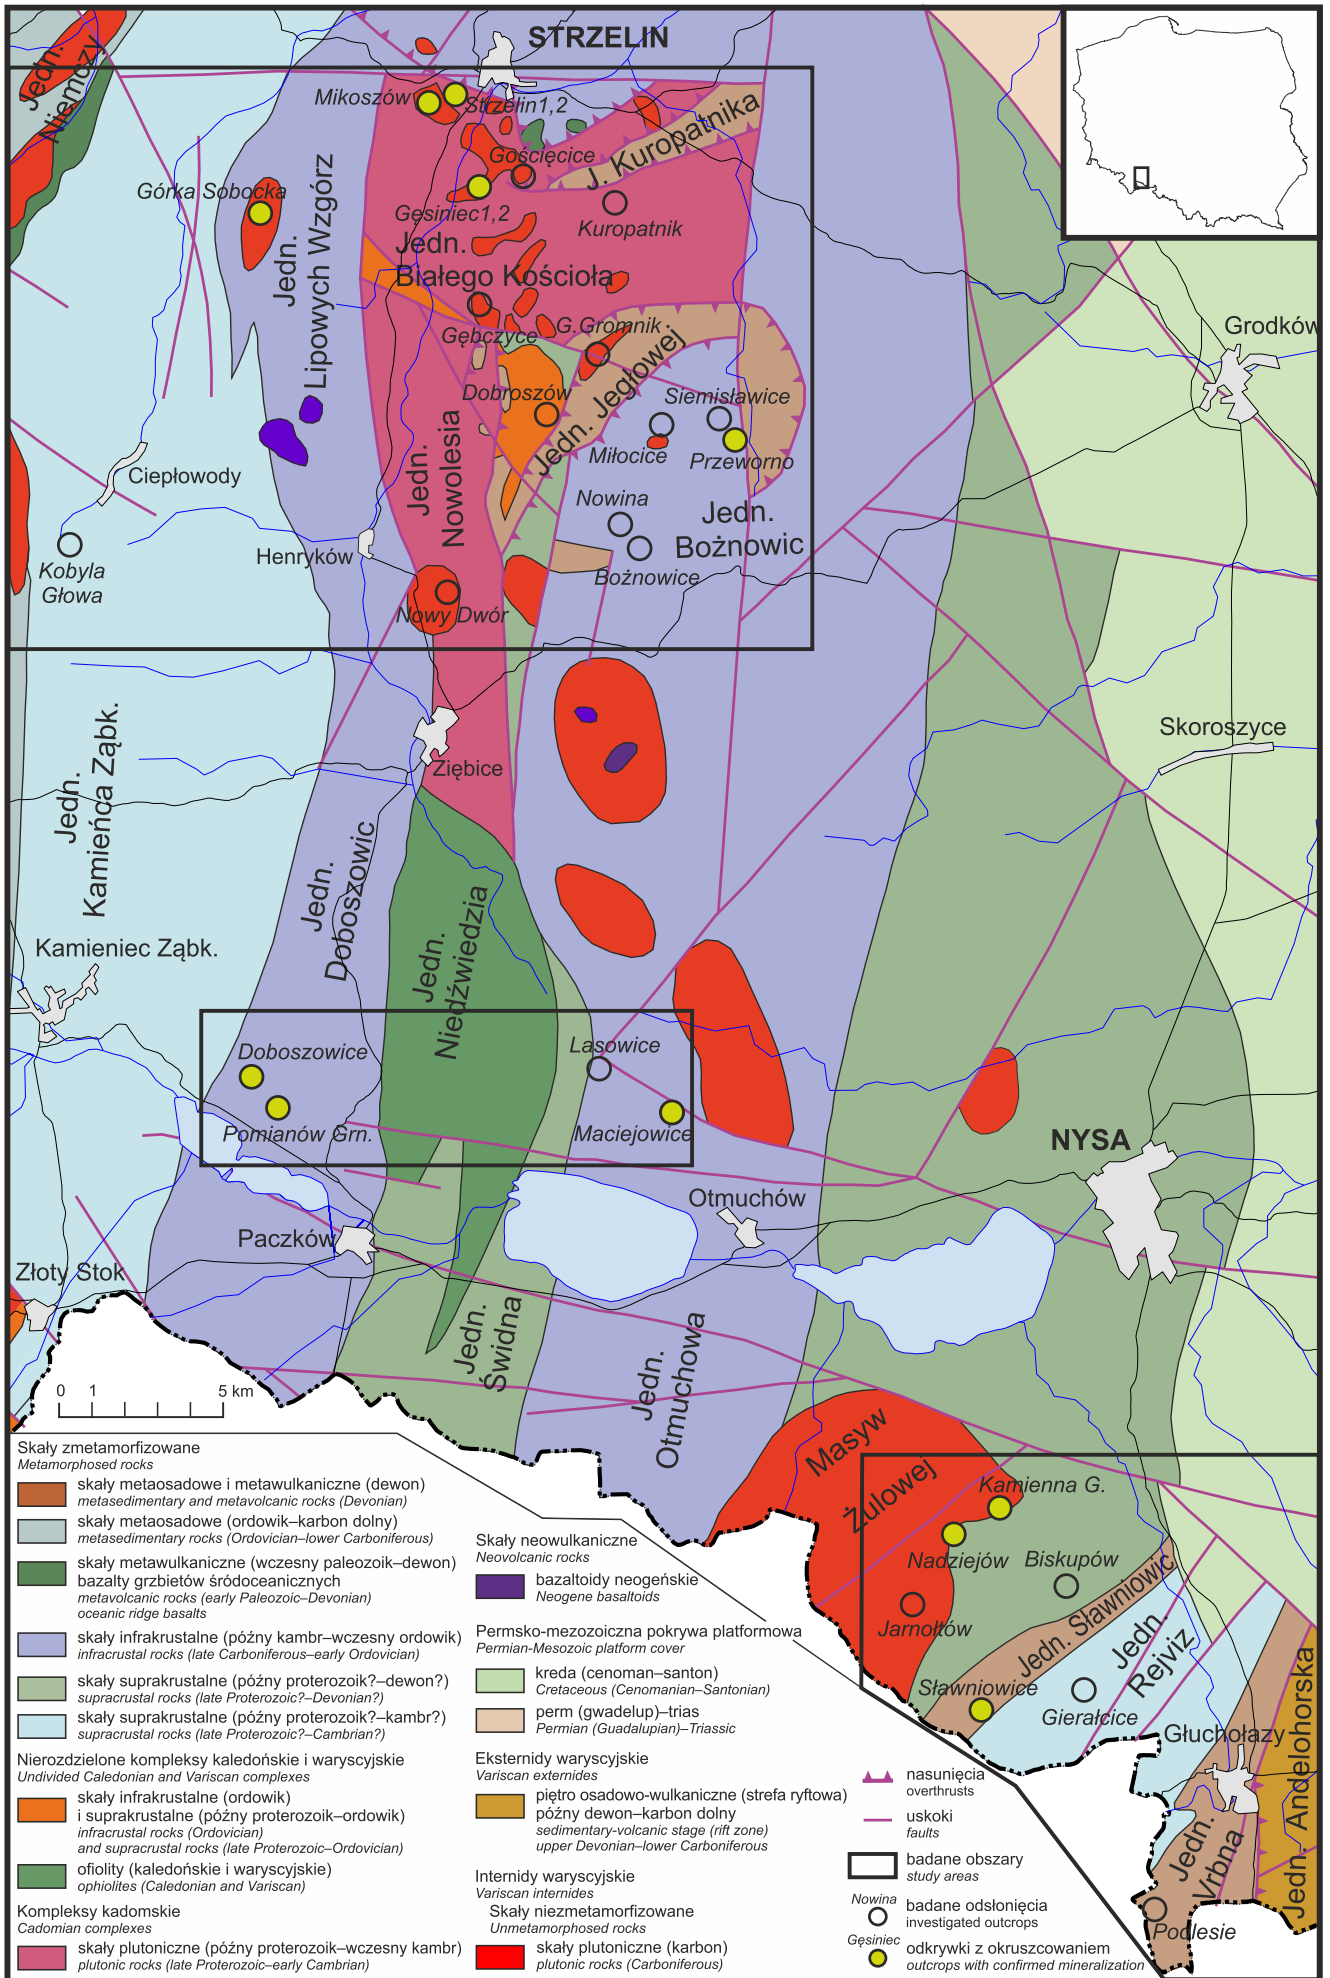 STRZELIN
Jedn.
Niemczy
Mikoszów
Strzelin1,2
J. Kuropatnika
Gościęcice
Górka Sobocka
Gęsiniec1,2
Kuropatnik
Jedn.
Lipowych Wzgórz
Jedn.
Białego Kościoła
Gębczyce
G.Gromnik
Grodków
Dobroszów
Jedn. Jegłowej
Siemisławice
Miłocice
Przeworno
Jedn.
Nowolesia
Ciepłowody
Nowina
Jedn.
Bożnowic
Henryków
Bożnowice
Kobyla
Głowa
Nowy Dwór
Jedn.
Kamieńca Ząbk.
Skoroszyce
Ziębice
Jedn.
Doboszowic
Jedn.
Niedźwiedzia
Kamieniec Ząbk.
Doboszowice
Lasowice
Pomianów Grn.
Maciejowice
NYSA
Otmuchów
Paczków
Złoty Stok
Jedn.
Świdna
Jedn.
Otmuchowa
0 1 5 km
Masyw
Żulowej
Kamienna G.
Nadziejów
Biskupów
Jarnołtów
Jedn. Sławniowic
Jedn.
Rejviz
Sławniowice
Gierałcice
Głuchołazy
Jedn.
Vrbna
Jedn. Andelohorska
Podlesie
Skały zmetamorfizowane
Metamorphosed rocks
skały metaosadowe i metawulkaniczne (dewon)
metasedimentary and metavolcanic rocks (Devonian)
skały metaosadowe (ordowik–karbon dolny)
metasedimentary rocks (Ordovician–lower Carboniferous)
skały metawulkaniczne (wczesny paleozoik–dewon)
bazalty grzbietów śródoceanicznych
metavolcanic rocks (early Paleozoic–Devonian)
oceanic ridge basalts
skały infrakrustalne (późny kambr–wczesny ordowik)
infracrustal rocks (late Carboniferous–early Ordovician)
skały suprakrustalne (późny proterozoik?–dewon?)
supracrustal rocks (late Proterozoic?–Devonian?)
skały suprakrustalne (późny proterozoik?–kambr?)
supracrustal rocks (late Proterozoic?–Cambrian?)
Nierozdzielone kompleksy kaledońskie i waryscyjskie
Undivided Caledonian and Variscan complexes
skały infrakrustalne (ordowik)
i suprakrustalne (późny proterozoik–ordowik)
infracrustal rocks (Ordovician)
and supracrustal rocks (late Proterozoic–Ordovician)
ofiolity (kaledońskie i waryscyjskie)
ophiolites (Caledonian and Variscan)
Kompleksy kadomskie
Cadomian complexes
skały plutoniczne (późny proterozoik–wczesny kambr)
plutonic rocks (late Proterozoic–early Cambrian)
Skały neowulkaniczne
Neovolcanic rocks
bazaltoidy neogeńskie
Neogene basaltoids
Permsko-mezozoiczna pokrywa platformowa
Permian-Mesozoic platform cover
kreda (cenoman–santon)
Cretaceous (Cenomanian–Santonian)
perm (gwadelup)–trias
Permian (Guadalupian)–Triassic
Eksternidy waryscyjskie
Variscan externides
piętro osadowo-wulkaniczne (strefa ryftowa)
późny dewon–karbon dolny
sedimentary-volcanic stage (rift zone)
upper Devonian–lower Carboniferous
Internidy waryscyjskie
Variscan internides
Skały niezmetamorfizowane
Unmetamorphosed rocks
skały plutoniczne (karbon)
plutonic rocks (Carboniferous)
nasunięcia
overthrusts
uskoki
faults
badane obszary
study areas
Nowina
badane odsłonięcia
investigated outcrops
Gęsiniec
odkrywki z okruszcowaniem
outcrops with confirmed mineralization